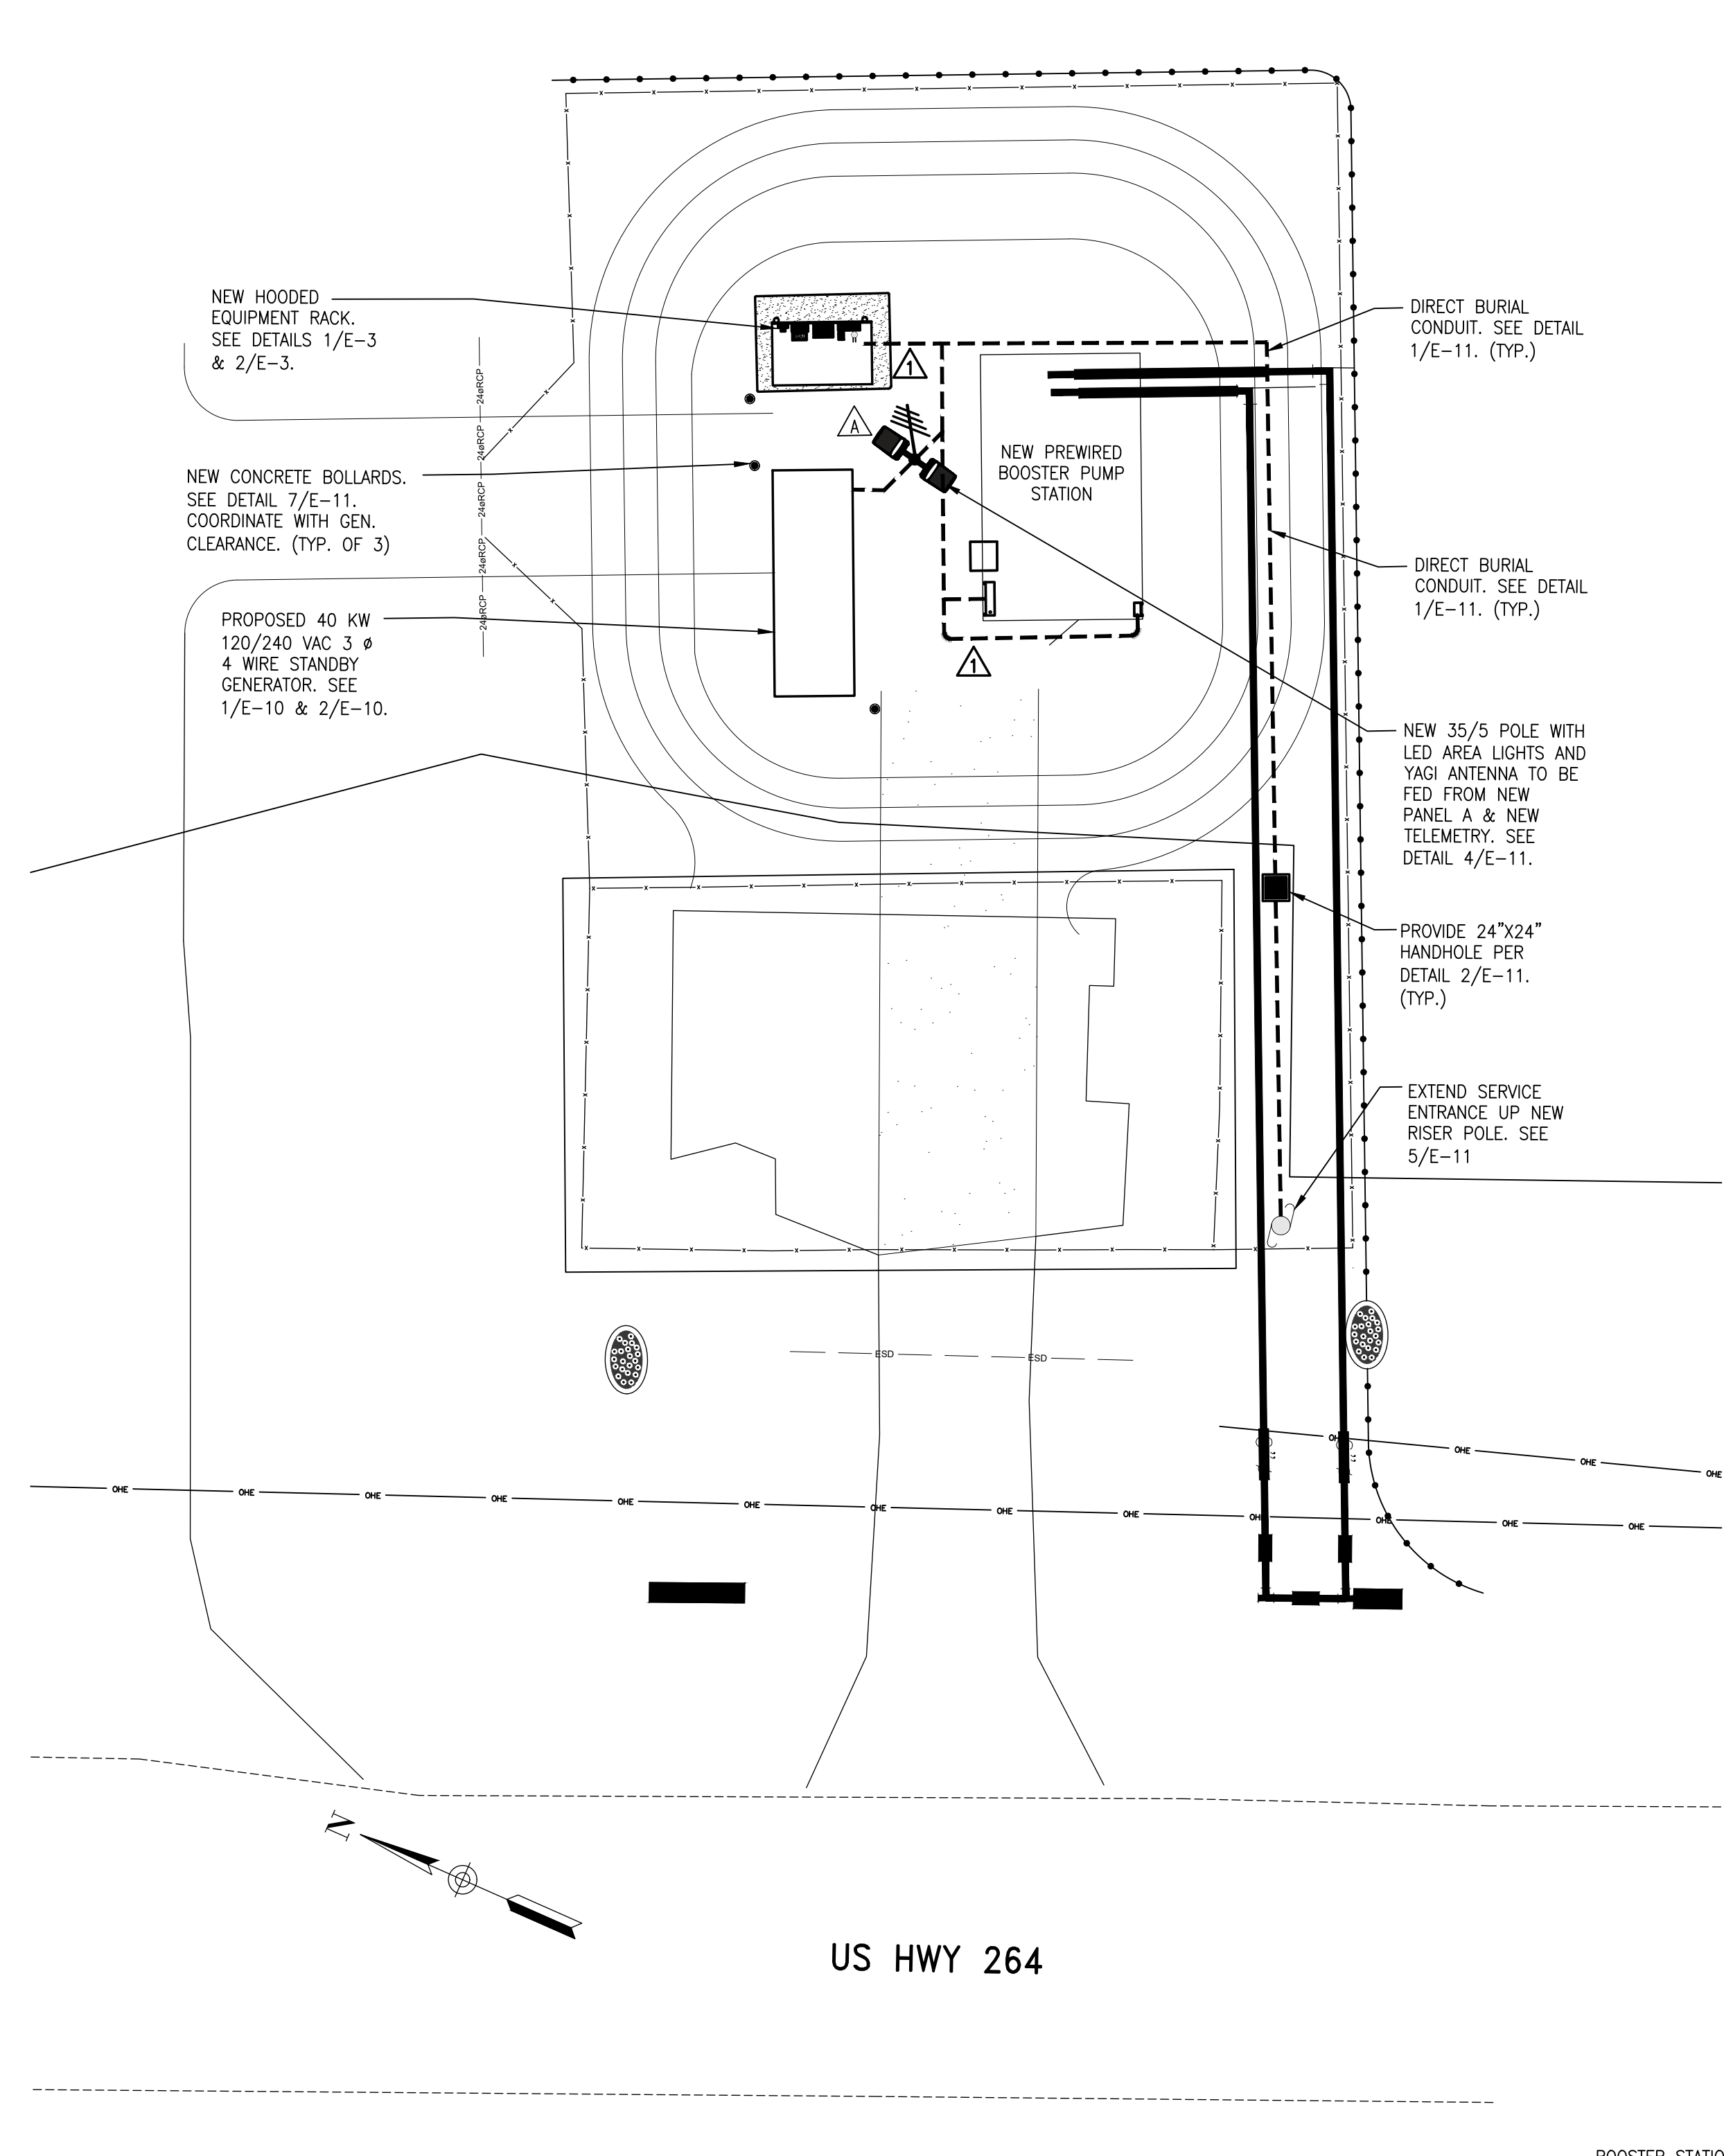 NEW HOODED
EQUIPMENT RACK.
SEE DETAILS 1/E-3
& 2/E-3.
NEW CONCRETE BOLLARDS.
SEE DETAIL 7/E-11.
COORDINATE WITH GEN.
CLEARANCE. (TYP. OF 3)
PROPOSED 40 KW
120/240 VAC 3 ø
4 WIRE STANDBY
GENERATOR. SEE
1/E-10 & 2/E-10.
24øRCP
24øRCP
24øRCP
24øRCP
24øRCP
1
A
NEW PREWIRED
BOOSTER PUMP
STATION
1
DIRECT BURIAL
CONDUIT. SEE DETAIL
1/E-11. (TYP.)
DIRECT BURIAL
CONDUIT. SEE DETAIL
1/E-11. (TYP.)
NEW 35/5 POLE WITH
LED AREA LIGHTS AND
YAGI ANTENNA TO BE
FED FROM NEW
PANEL A & NEW
TELEMETRY. SEE
DETAIL 4/E-11.
PROVIDE 24"X24"
HANDHOLE PER
DETAIL 2/E-11.
(TYP.)
EXTEND SERVICE
ENTRANCE UP NEW
RISER POLE. SEE
5/E-11
ESD ESD
OHE OHE OHE OHE
OHE OHE OHE OHE OHE OHE OHE OHE OHE OHE OHE OHE OHE
N
US HWY 264